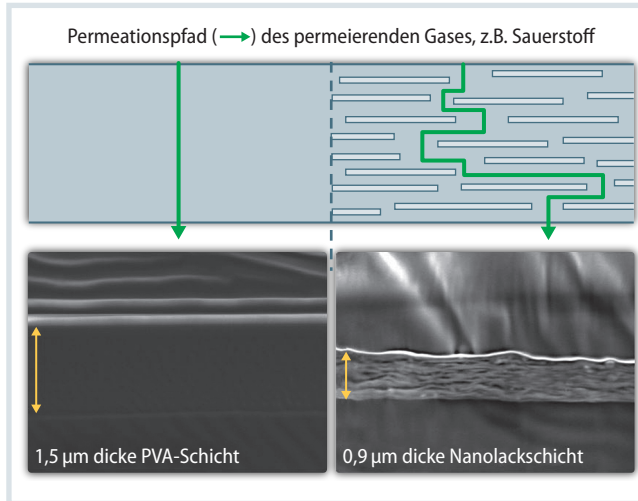 Permeationspfad (→) des permeierenden Gases, z.B. Sauerstoff
1,5 µm dicke PVA-Schicht
0,9 µm dicke Nanolackschicht